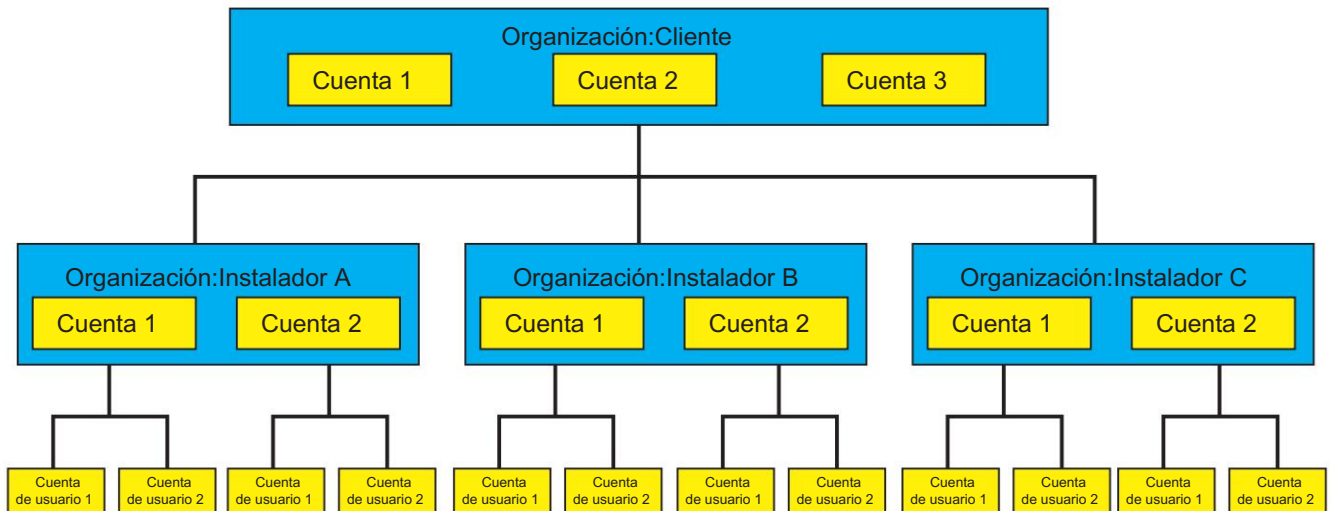 Organización:Cliente
Cuenta 1
Cuenta 2
Cuenta 3
Organización:Instalador A
Cuenta 1
Cuenta 2
Organización:Instalador B
Cuenta 1
Cuenta 2
Organización:Instalador C
Cuenta 1
Cuenta 2
Cuenta
de usuario 1
Cuenta
de usuario 2
Cuenta
de usuario 1
Cuenta
de usuario 2
Cuenta
de usuario 1
Cuenta
de usuario 2
Cuenta
de usuario 1
Cuenta
de usuario 2
Cuenta
de usuario 1
Cuenta
de usuario 2
Cuenta
de usuario 1
Cuenta
de usuario 2